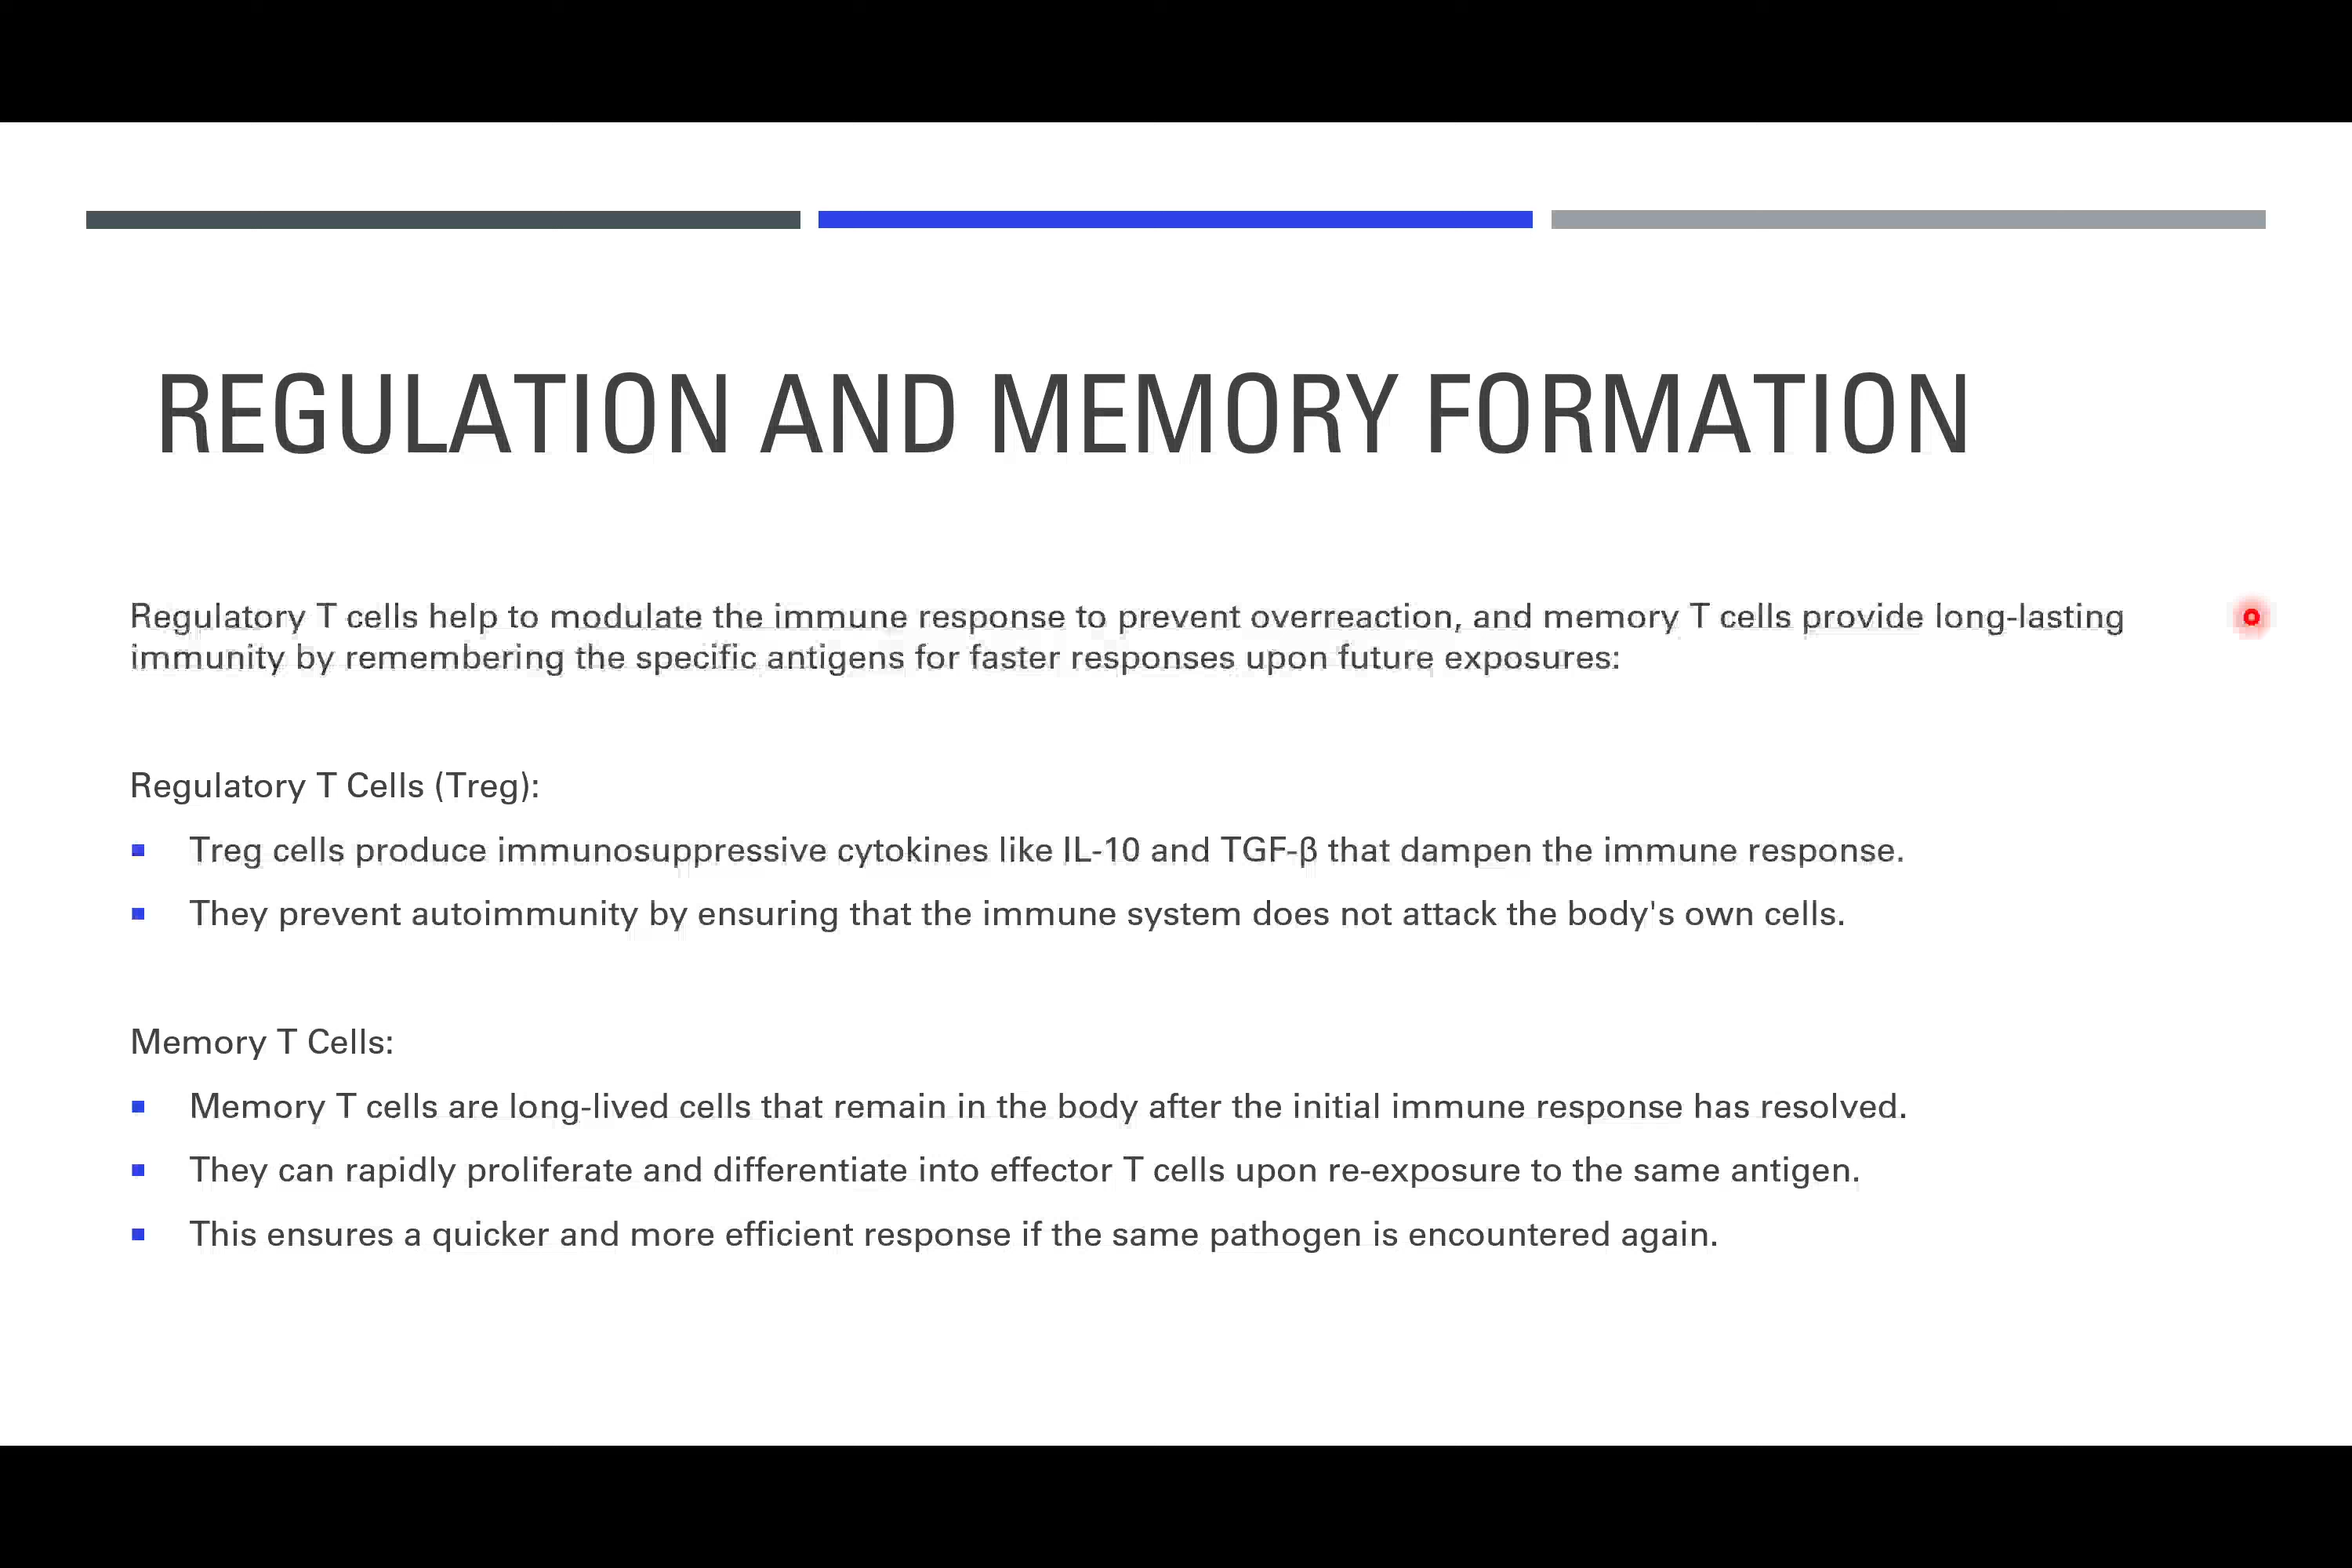 REGULATION AND MEMORY FORMATION
Regulatory T cells help to modulate the immune response to prevent overreaction, and memory T cells provide long-lasting
immunity by remembering the specific antigens for faster responses upon future exposures:
Regulatory T Cells (Treg):
▪ Treg cells produce immunosuppressive cytokines like IL-10 and TGF-β that dampen the immune response.
▪ They prevent autoimmunity by ensuring that the immune system does not attack the body's own cells.
Memory T Cells:
▪ Memory T cells are long-lived cells that remain in the body after the initial immune response has resolved.
▪ They can rapidly proliferate and differentiate into effector T cells upon re-exposure to the same antigen.
▪ This ensures a quicker and more efficient response if the same pathogen is encountered again.